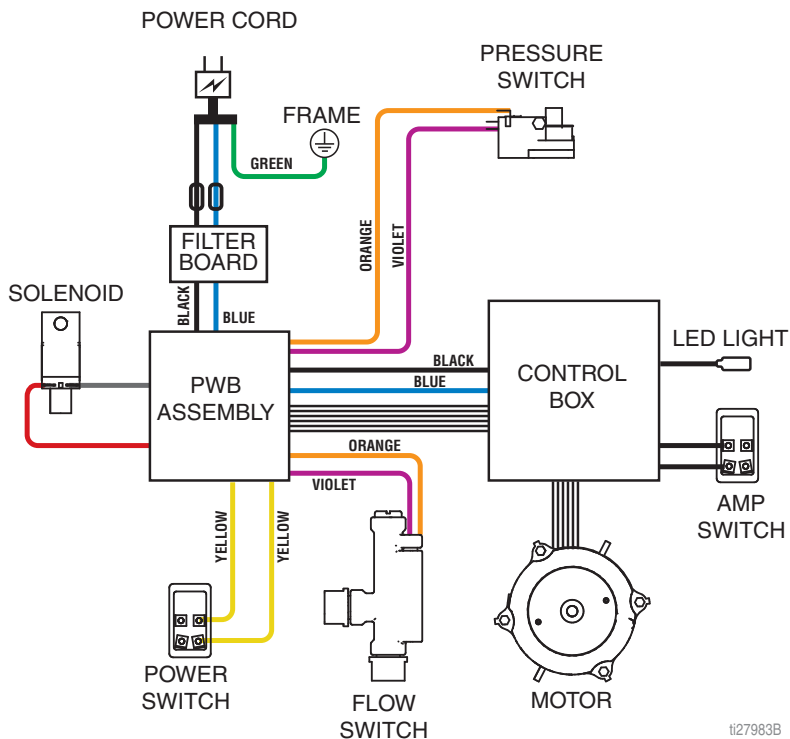 POWER CORD
PRESSURE
SWITCH
FRAME
GREEN
ORANGE
VIOLET
FILTER
BOARD
SOLENOID
BLACK
BLUE
LED LIGHT
BLACK
BLUE
PWB
ASSEMBLY
CONTROL
BOX
ORANGE
VIOLET
AMP
SWITCH
YELLOW
YELLOW
POWER
SWITCH
FLOW
SWITCH
MOTOR
ti27983B